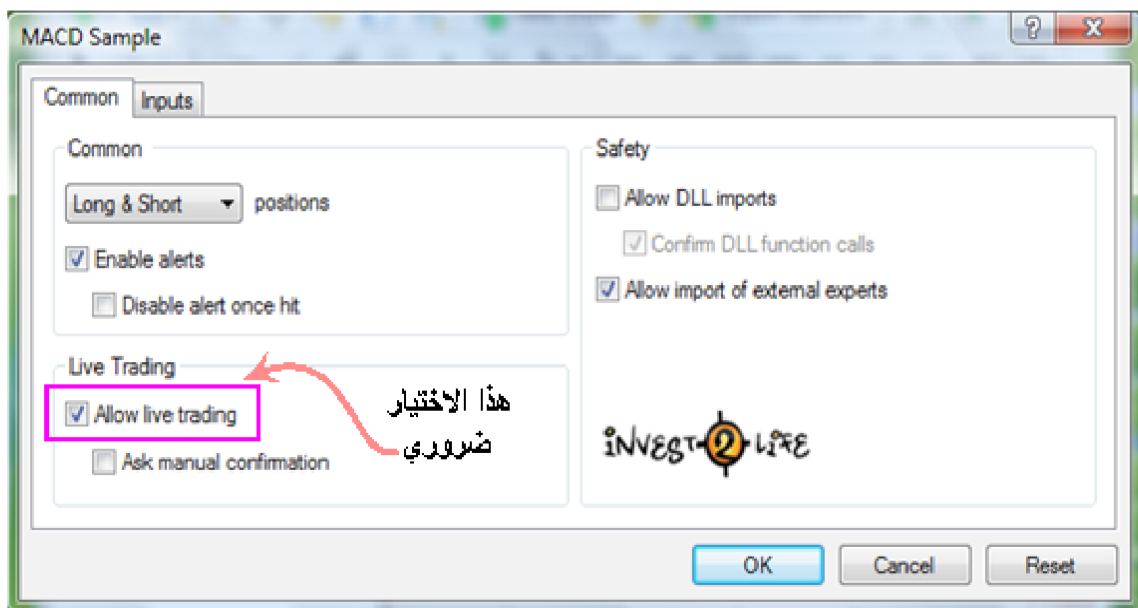 MACD Sample
Common
Inputs
Common
Long & Short
positions
Enable alerts
Disable alert once hit
Live Trading
Allow live trading
Ask manual confirmation
هذا الاختيار
ضروري
Safety
Allow DLL imports
Confirm DLL function calls
Allow import of external experts
iNVEST 2 LiFE
OK
Cancel
Reset